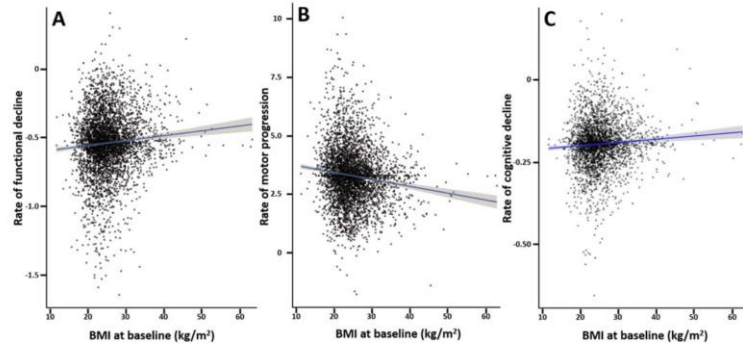 A
Rate of functional decline
0
-0.5
-1.0
-1.5
10 20 30 40 50 60
BMI at baseline (kg/m²)
B
Rate of motor progression
10
7.5
5.0
2.5
0
10 20 30 40 50 60
BMI at baseline (kg/m²)
C
Rate of cognitive decline
0
-0.25
-0.50
10 20 30 40 50 60
BMI at baseline (kg/m²)